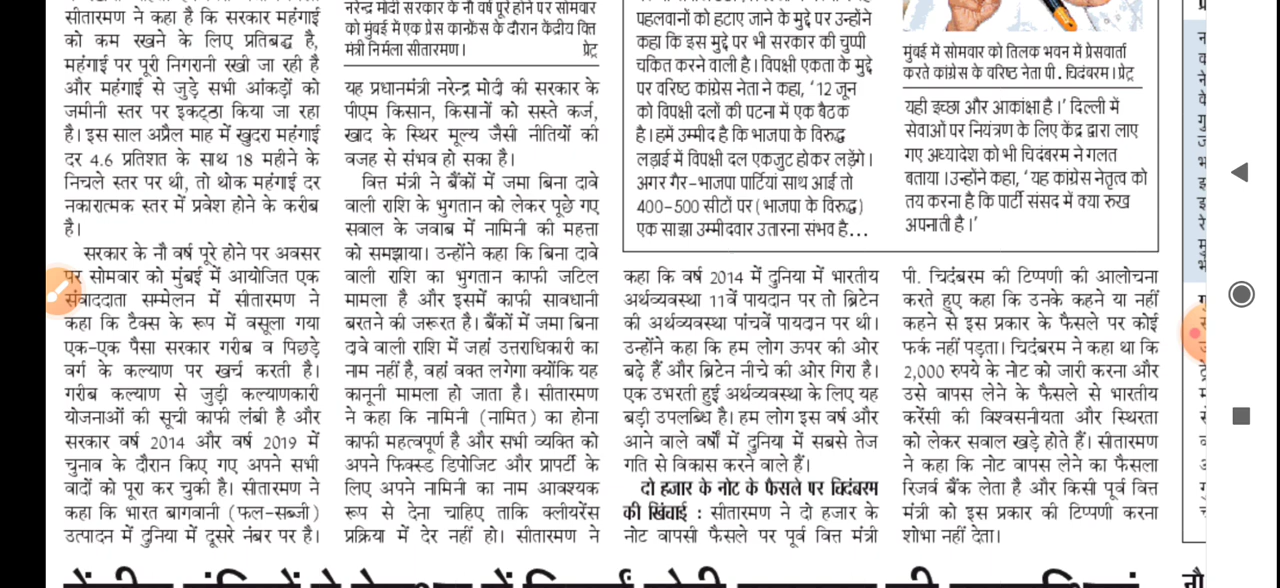 सीतारमण ने कहा है कि सरकार महंगाई
को कम रखने के लिए प्रतिबद्ध है,
महंगाई पर पूरी निगरानी रखी जा रही है
और महंगाई से जुड़े सभी आंकड़ों को
जमीनी स्तर पर इकट्ठा किया जा रहा
है। इस साल अप्रैल माह में खुदरा महंगाई
दर 4.6 प्रतिशत के साथ 18 महीने के
निचले स्तर पर थी, तो थोक महंगाई दर
नकारात्मक स्तर में प्रवेश होने के करीब
है।
सरकार के नौ वर्ष पूरे होने पर अवसर
पर सोमवार को मुंबई में आयोजित एक
संवाददाता सम्मेलन में सीतारमण ने
कहा कि टैक्स के रूप में वसूला गया
एक-एक पैसा सरकार गरीब व पिछड़े
वर्ग के कल्याण पर खर्च करती है।
गरीब कल्याण से जुड़ी कल्याणकारी
योजनाओं की सूची काफी लंबी है और
सरकार वर्ष 2014 और वर्ष 2019 में
चुनाव के दौरान किए गए अपने सभी
वादों को पूरा कर चुकी है। सीतारमण ने
कहा कि भारत बागवानी (फल-सब्जी)
उत्पादन में दुनिया में दूसरे नंबर पर है।
नरेन्द्र मोदी सरकार के नौ वर्ष पूरे होने पर सोमवार
को मुंबई में एक प्रेस कान्फ्रेंस के दौरान केंद्रीय वित्त
मंत्री निर्मला सीतारमण। प्रेट्र
यह प्रधानमंत्री नरेन्द्र मोदी की सरकार के
पीएम किसान, किसानों को सस्ते कर्ज,
खाद के स्थिर मूल्य जैसी नीतियों की
वजह से संभव हो सका है।
वित्त मंत्री ने बैंकों में जमा बिना दावे
वाली राशि के भुगतान को लेकर पूछे गए
सवाल के जवाब में नामिनी की महत्ता
को समझाया। उन्होंने कहा कि बिना दावे
वाली राशि का भुगतान काफी जटिल
मामला है और इसमें काफी सावधानी
बरतने की जरूरत है। बैंकों में जमा बिना
दावे वाली राशि में जहां उत्तराधिकारी का
नाम नहीं है, वहां वक्त लगेगा क्योंकि यह
कानूनी मामला हो जाता है। सीतारमण
ने कहा कि नामिनी (नामित) का होना
काफी महत्वपूर्ण है और सभी व्यक्ति को
अपने फिक्स्ड डिपोजिट और प्रापर्टी के
लिए अपने नामिनी का नाम आवश्यक
रूप से देना चाहिए ताकि क्लीयरेंस
प्रक्रिया में देर नहीं हो। सीतारमण ने
पहलवानों को हटाए जाने के मुद्दे पर उन्होंने
कहा कि इस मुद्दे पर भी सरकार की चुप्पी
चकित करने वाली है। विपक्षी एकता के मुद्दे
पर वरिष्ठ कांग्रेस नेता ने कहा, '12 जून
को विपक्षी दलों की पटना में एक बैठक
है। हमें उम्मीद है कि भाजपा के विरुद्ध
लड़ाई में विपक्षी दल एकजुट होकर लड़ेंगे।
अगर गैर-भाजपा पार्टियां साथ आईं तो
400-500 सीटों पर (भाजपा के विरुद्ध)
एक साझा उम्मीदवार उतारना संभव है...
मुंबई में सोमवार को तिलक भवन में प्रेसवार्ता
करते कांग्रेस के वरिष्ठ नेता पी. चिदंबरम। प्रेट्र
यही इच्छा और आकांक्षा है।' दिल्ली में
सेवाओं पर नियंत्रण के लिए केंद्र द्वारा लाए
गए अध्यादेश को भी चिदंबरम ने गलत
बताया। उन्होंने कहा, 'यह कांग्रेस नेतृत्व को
तय करना है कि पार्टी संसद में क्या रुख
अपनाती है।'
कहा कि वर्ष 2014 में दुनिया में भारतीय
अर्थव्यवस्था 11वें पायदान पर तो ब्रिटेन
की अर्थव्यवस्था पांचवें पायदान पर थी।
उन्होंने कहा कि हम लोग ऊपर की ओर
बढ़े हैं और ब्रिटेन नीचे की ओर गिरा है।
एक उभरती हुई अर्थव्यवस्था के लिए यह
बड़ी उपलब्धि है। हम लोग इस वर्ष और
आने वाले वर्षों में दुनिया में सबसे तेज
गति से विकास करने वाले हैं।
दो हजार के नोट के फैसले पर चिदंबरम
की खिंचाई : सीतारमण ने दो हजार के
नोट वापसी फैसले पर पूर्व वित्त मंत्री
पी. चिदंबरम की टिप्पणी की आलोचना
करते हुए कहा कि उनके कहने या नहीं
कहने से इस प्रकार के फैसले पर कोई
फर्क नहीं पड़ता। चिदंबरम ने कहा था कि
2,000 रुपये के नोट को जारी करना और
उसे वापस लेने के फैसले से भारतीय
करेंसी की विश्वसनीयता और स्थिरता
को लेकर सवाल खड़े होते हैं। सीतारमण
ने कहा कि नोट वापस लेने का फैसला
रिजर्व बैंक लेता है और किसी पूर्व वित्त
मंत्री को इस प्रकार की टिप्पणी करना
शोभा नहीं देता।